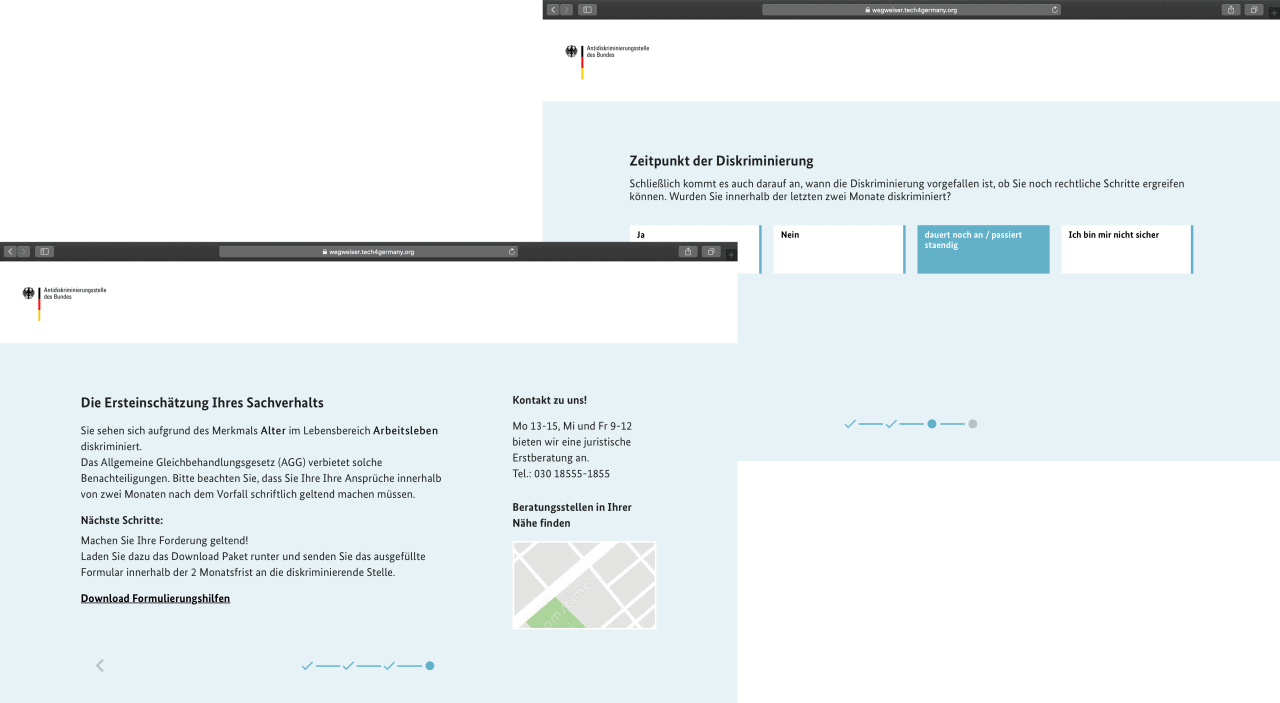 wegweiser.tech4germany.org
Antidiskriminierungsstelle
des Bundes
Zeitpunkt der Diskriminierung
Schließlich kommt es auch darauf an, wann die Diskriminierung vorgefallen ist, ob Sie noch rechtliche Schritte ergreifen
können. Wurden Sie innerhalb der letzten zwei Monate diskriminiert?
Ja
Nein
dauert noch an / passiert
staendig
Ich bin mir nicht sicher
wegweiser.tech4germany.org
Antidiskriminierungsstelle
des Bundes
Die Ersteinschätzung Ihres Sachverhalts
Sie sehen sich aufgrund des Merkmals Alter im Lebensbereich Arbeitsleben
diskriminiert.
Das Allgemeine Gleichbehandlungsgesetz (AGG) verbietet solche
Benachteiligungen. Bitte beachten Sie, dass Sie Ihre Ihre Ansprüche innerhalb
von zwei Monaten nach dem Vorfall schriftlich geltend machen müssen.
Nächste Schritte:
Machen Sie Ihre Forderung geltend!
Laden Sie dazu das Download Paket runter und senden Sie das ausgefüllte
Formular innerhalb der 2 Monatsfrist an die diskriminierende Stelle.
Download Formulierungshilfen
Kontakt zu uns!
Mo 13-15, Mi und Fr 9-12
bieten wir eine juristische
Erstberatung an.
Tel.: 030 18555-1855
Beratungsstellen in Ihrer
Nähe finden